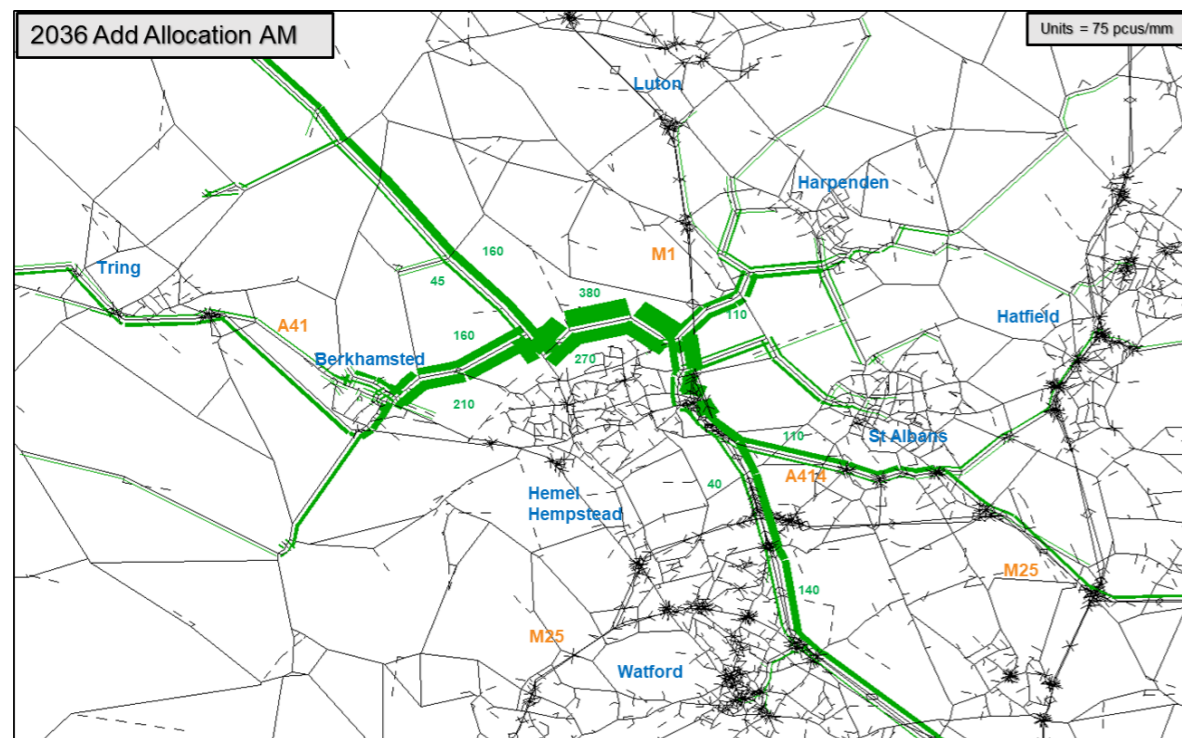 2036 Add Allocation AM
Units = 75 pcus/mm
Luton
Harpenden
M1
160
Tring
45
380
A41
160
110
Hatfield
Berkhamsted
270
210
110
St Albans
A414
40
Hemel
Hempstead
M25
140
M25
Watford